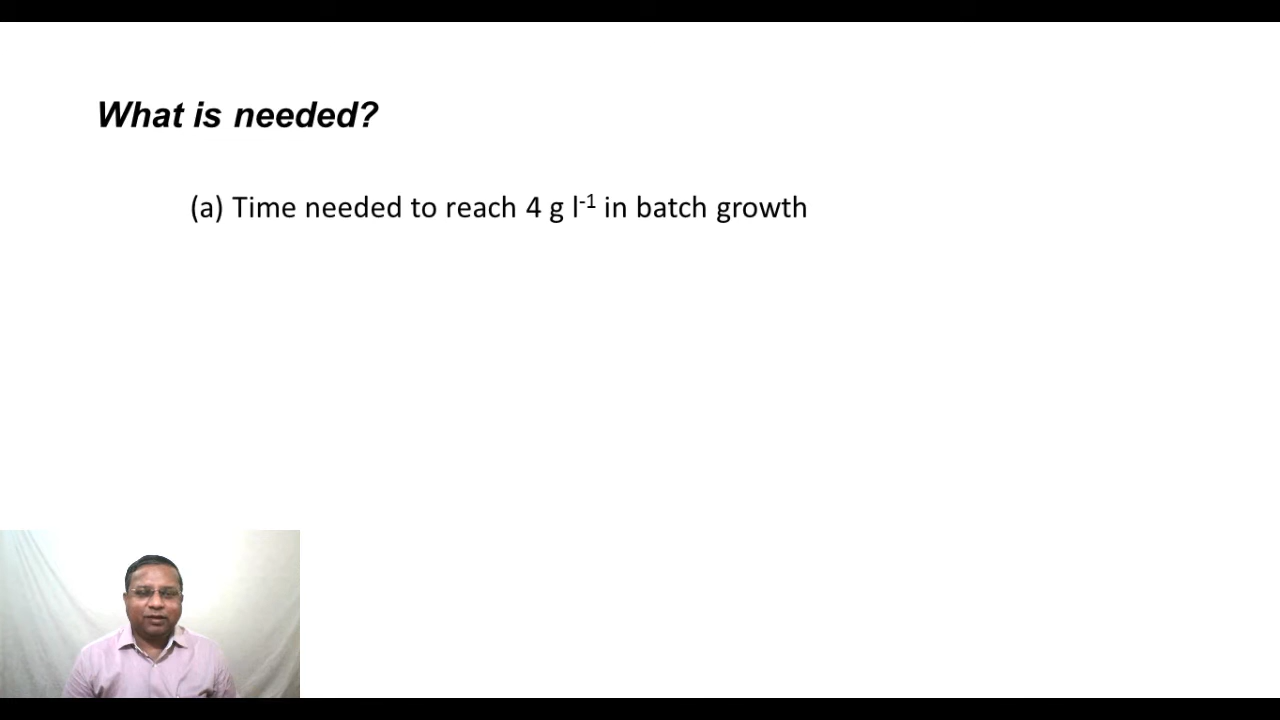 What is needed?
(a) Time needed to reach 4 g l⁻¹ in batch growth